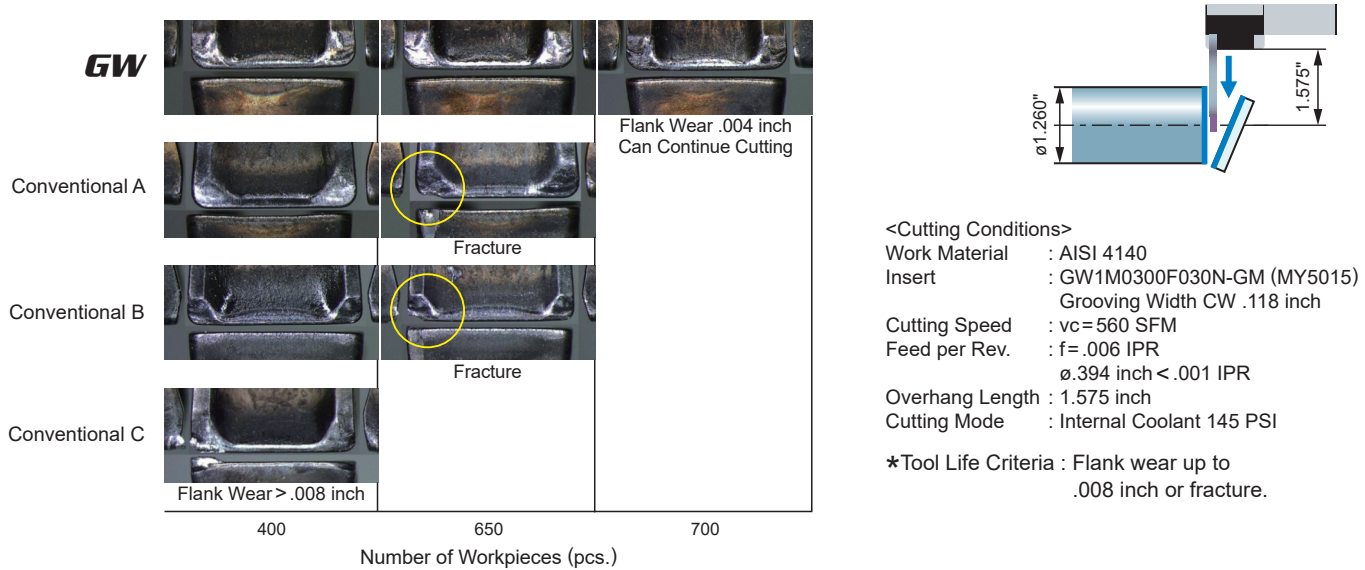 GW
Flank Wear .004 inch
Can Continue Cutting
Conventional A
Fracture
Conventional B
Fracture
Conventional C
Flank Wear > .008 inch
400 650 700
Number of Workpieces (pcs.)
ø1.260"
1.575"
<Cutting Conditions>
Work Material : AISI 4140
Insert : GW1M0300F030N-GM (MY5015)
Grooving Width CW .118 inch
Cutting Speed : vc = 560 SFM
Feed per Rev. : f = .006 IPR
ø.394 inch < .001 IPR
Overhang Length : 1.575 inch
Cutting Mode : Internal Coolant 145 PSI
*Tool Life Criteria : Flank wear up to
.008 inch or fracture.